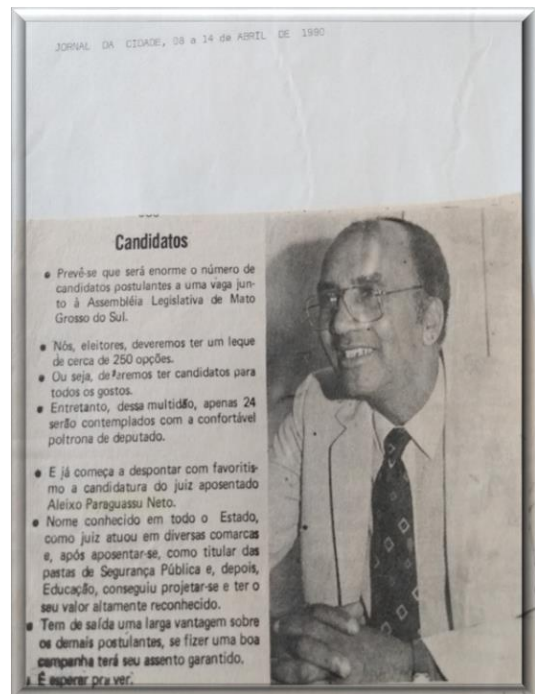 JORNAL DA CIDADE, 08 a 14 de ABRIL DE 1990
Candidatos
● Prevê-se que será enorme o número de
candidatos postulantes a uma vaga jun-
to à Assembléia Legislativa de Mato
Grosso do Sul.
● Nós, eleitores, deveremos ter um leque
de cerca de 250 opções.
● Ou seja, deveremos ter candidatos para
todos os gostos.
● Entretanto, dessa multidão, apenas 24
serão contemplados com a confortável
poltrona de deputado.
● E já começa a despontar com favoritis-
mo a candidatura do juiz aposentado
Aleixo Paraguassu Neto.
● Nome conhecido em todo o Estado,
como juiz atuou em diversas comarcas
e, após aposentar-se, como titular das
pastas de Segurança Pública e, depois,
Educação, conseguiu projetar-se e ter o
seu valor altamente reconhecido.
● Tem de saída uma larga vantagem sobre
os demais postulantes, se fizer uma boa
campanha terá seu assento garantido.
● É esperar pra ver.